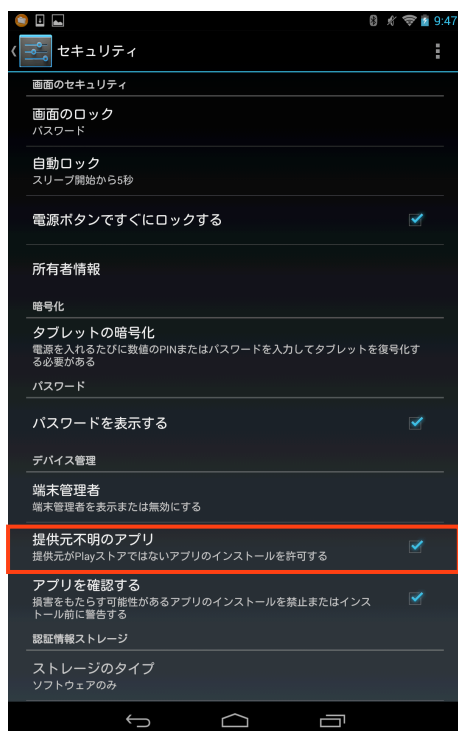 9:47
セキュリティ
画面のセキュリティ
画面のロック
パスワード
自動ロック
スリープ開始から5秒
電源ボタンですぐにロックする
所有者情報
暗号化
タブレットの暗号化
電源を入れるたびに数値のPINまたはパスワードを入力してタブレットを復号化す
る必要がある
パスワード
パスワードを表示する
デバイス管理
端末管理者
端末管理者を表示または無効にする
提供元不明のアプリ
提供元がPlayストアではないアプリのインストールを許可する
アプリを確認する
損害をもたらす可能性があるアプリのインストールを禁止またはインス
トール前に警告する
認証情報ストレージ
ストレージのタイプ
ソフトウェアのみ